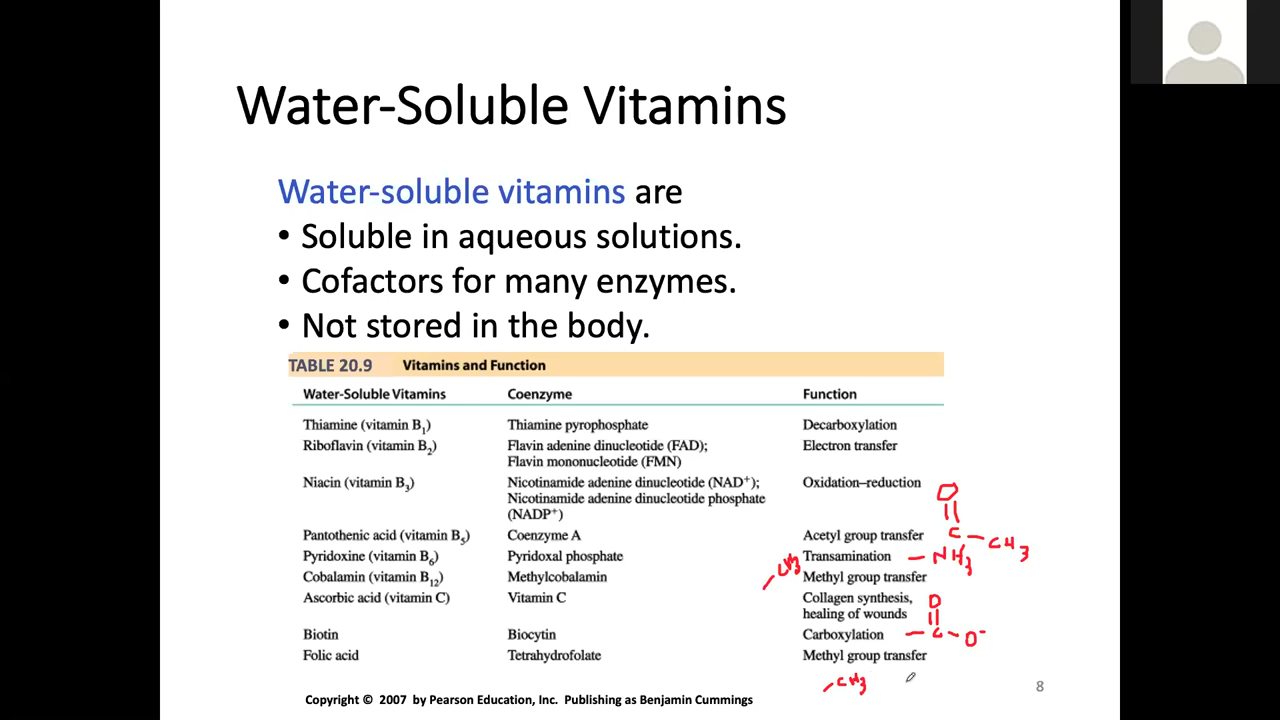 Water-Soluble Vitamins
Water-soluble vitamins are
• Soluble in aqueous solutions.
• Cofactors for many enzymes.
• Not stored in the body.
TABLE 20.9 Vitamins and Function
Water-Soluble Vitamins Coenzyme Function
Thiamine (vitamin B₁) Thiamine pyrophosphate Decarboxylation
Riboflavin (vitamin B₂) Flavin adenine dinucleotide (FAD); Electron transfer
Flavin mononucleotide (FMN)
Niacin (vitamin B₃) Nicotinamide adenine dinucleotide (NAD⁺); Oxidation–reduction
Nicotinamide adenine dinucleotide phosphate
(NADP⁺)
O
Pantothenic acid (vitamin B₅) Coenzyme A Acetyl group transfer C – CH₃
Pyridoxine (vitamin B₆) Pyridoxal phosphate Transamination – NH₃
Cobalamin (vitamin B₁₂) Methylcobalamin CH₃ Methyl group transfer
Ascorbic acid (vitamin C) Vitamin C Collagen synthesis,
healing of wounds
O
Biotin Biocytin Carboxylation – C – O⁻
Folic acid Tetrahydrofolate Methyl group transfer
CH₃
8
Copyright © 2007 by Pearson Education, Inc. Publishing as Benjamin Cummings